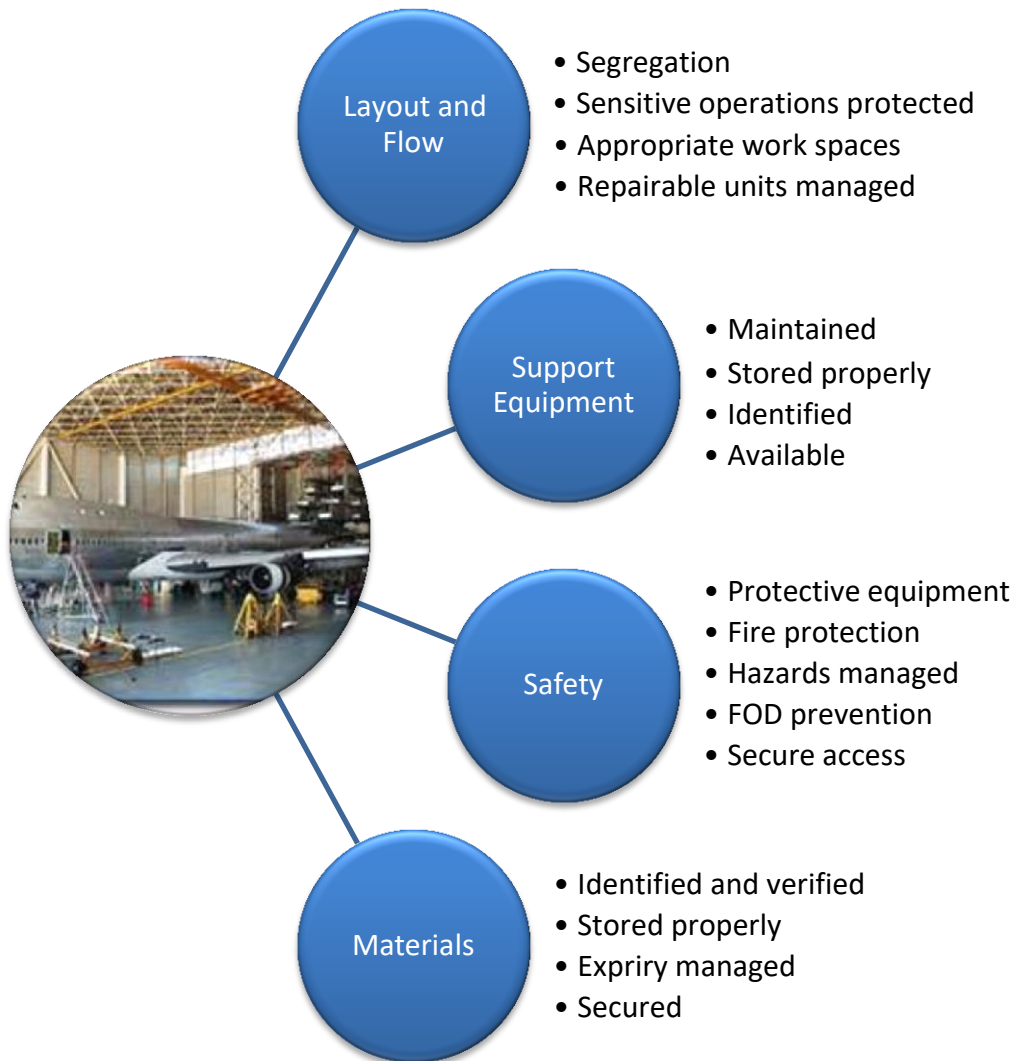 Layout and
Flow
• Segregation
• Sensitive operations protected
• Appropriate work spaces
• Repairable units managed
Support
Equipment
• Maintained
• Stored properly
• Identified
• Available
Safety
• Protective equipment
• Fire protection
• Hazards managed
• FOD prevention
• Secure access
Materials
• Identified and verified
• Stored properly
• Expriry managed
• Secured